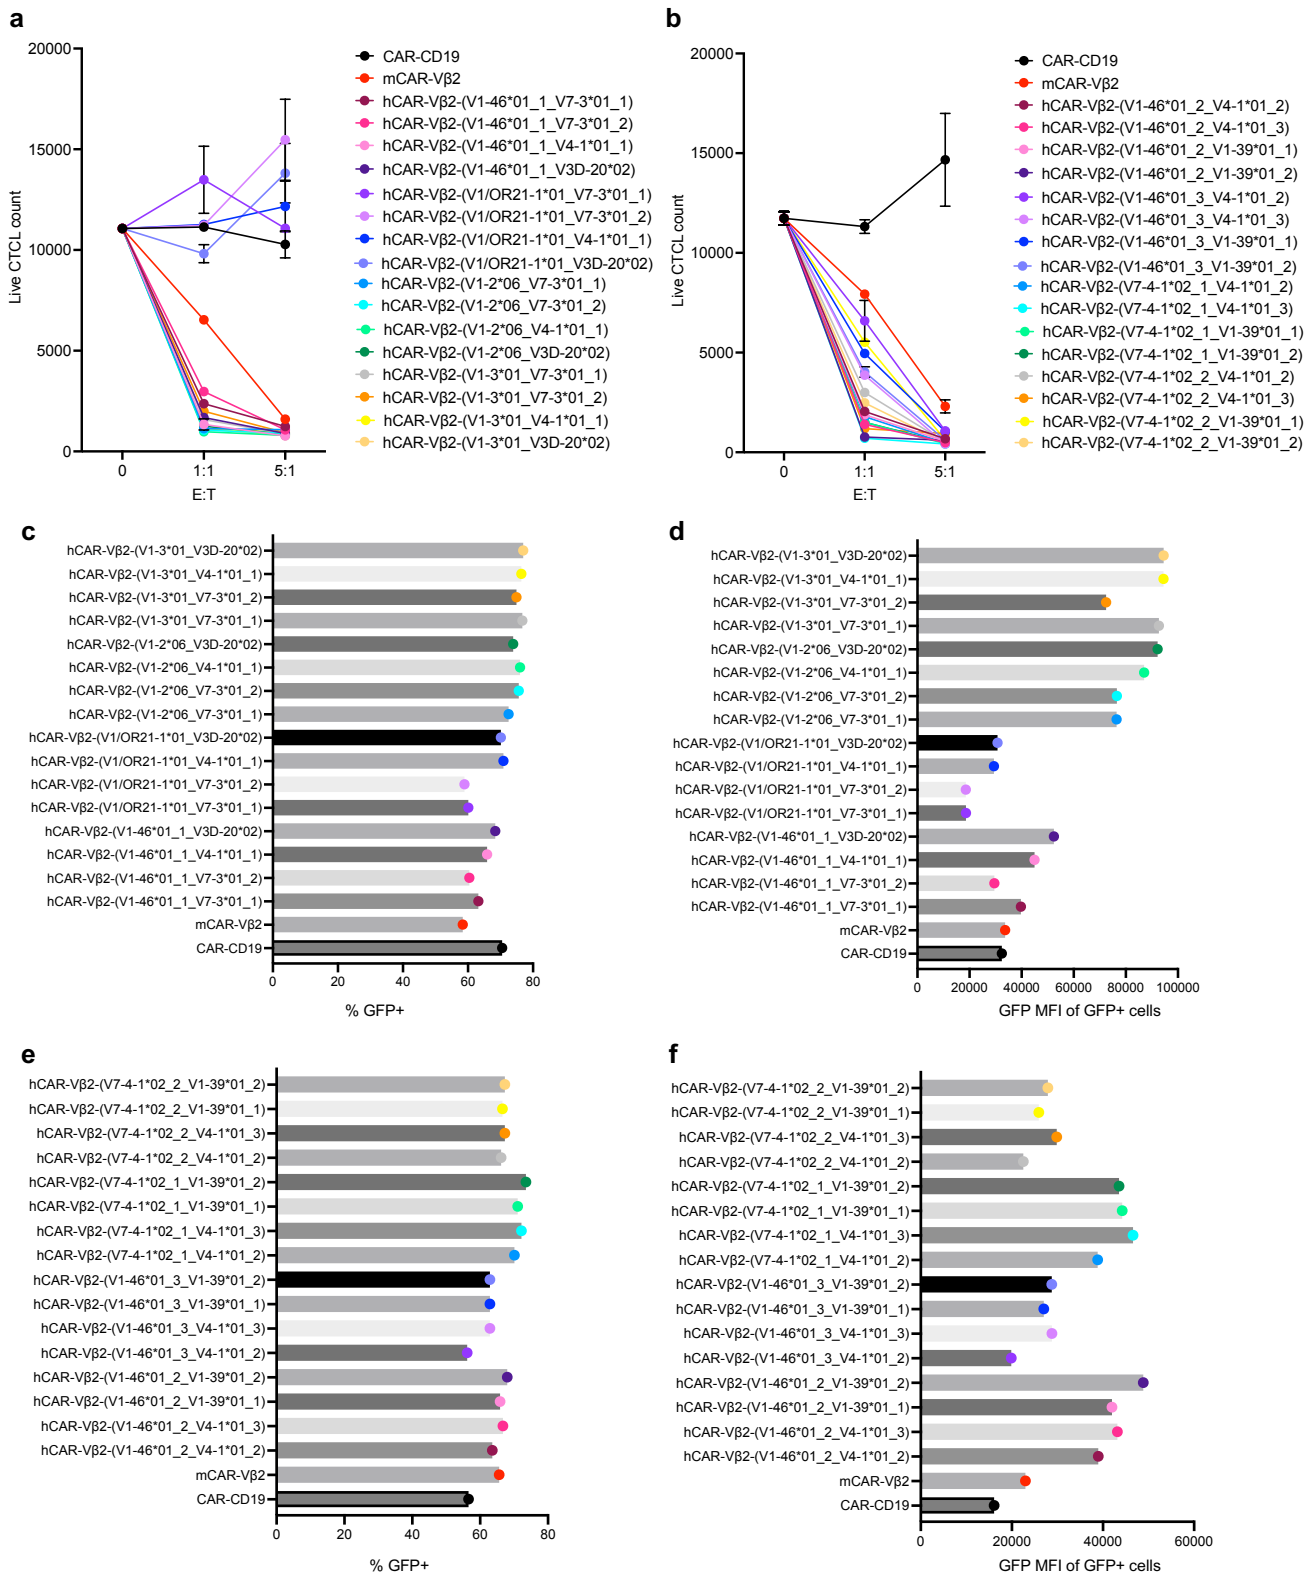 a
20000
15000
10000
5000
0
Live CTCL count
0
1:1
5:1
E:T
CAR-CD19
mCAR-Vβ2
hCAR-Vβ2-(V1-46*01_1_V7-3*01_1)
hCAR-Vβ2-(V1-46*01_1_V7-3*01_2)
hCAR-Vβ2-(V1-46*01_1_V4-1*01_1)
hCAR-Vβ2-(V1-46*01_1_V3D-20*02)
hCAR-Vβ2-(V1/OR21-1*01_V7-3*01_1)
hCAR-Vβ2-(V1/OR21-1*01_V7-3*01_2)
hCAR-Vβ2-(V1/OR21-1*01_V4-1*01_1)
hCAR-Vβ2-(V1/OR21-1*01_V3D-20*02)
hCAR-Vβ2-(V1-2*06_V7-3*01_1)
hCAR-Vβ2-(V1-2*06_V7-3*01_2)
hCAR-Vβ2-(V1-2*06_V4-1*01_1)
hCAR-Vβ2-(V1-2*06_V3D-20*02)
hCAR-Vβ2-(V1-3*01_V7-3*01_1)
hCAR-Vβ2-(V1-3*01_V7-3*01_2)
hCAR-Vβ2-(V1-3*01_V4-1*01_1)
hCAR-Vβ2-(V1-3*01_V3D-20*02)
b
20000
15000
10000
5000
0
Live CTCL count
0
1:1
5:1
E:T
CAR-CD19
mCAR-Vβ2
hCAR-Vβ2-(V1-46*01_2_V4-1*01_2)
hCAR-Vβ2-(V1-46*01_2_V4-1*01_3)
hCAR-Vβ2-(V1-46*01_2_V1-39*01_1)
hCAR-Vβ2-(V1-46*01_2_V1-39*01_2)
hCAR-Vβ2-(V1-46*01_3_V4-1*01_2)
hCAR-Vβ2-(V1-46*01_3_V4-1*01_3)
hCAR-Vβ2-(V1-46*01_3_V1-39*01_1)
hCAR-Vβ2-(V1-46*01_3_V1-39*01_2)
hCAR-Vβ2-(V7-4-1*02_1_V4-1*01_2)
hCAR-Vβ2-(V7-4-1*02_1_V4-1*01_3)
hCAR-Vβ2-(V7-4-1*02_1_V1-39*01_1)
hCAR-Vβ2-(V7-4-1*02_1_V1-39*01_2)
hCAR-Vβ2-(V7-4-1*02_2_V4-1*01_2)
hCAR-Vβ2-(V7-4-1*02_2_V4-1*01_3)
hCAR-Vβ2-(V7-4-1*02_2_V1-39*01_1)
hCAR-Vβ2-(V7-4-1*02_2_V1-39*01_2)
c
hCAR-Vβ2-(V1-3*01_V3D-20*02)
hCAR-Vβ2-(V1-3*01_V4-1*01_1)
hCAR-Vβ2-(V1-3*01_V7-3*01_2)
hCAR-Vβ2-(V1-3*01_V7-3*01_1)
hCAR-Vβ2-(V1-2*06_V3D-20*02)
hCAR-Vβ2-(V1-2*06_V4-1*01_1)
hCAR-Vβ2-(V1-2*06_V7-3*01_2)
hCAR-Vβ2-(V1-2*06_V7-3*01_1)
hCAR-Vβ2-(V1/OR21-1*01_V3D-20*02)
hCAR-Vβ2-(V1/OR21-1*01_V4-1*01_1)
hCAR-Vβ2-(V1/OR21-1*01_V7-3*01_2)
hCAR-Vβ2-(V1/OR21-1*01_V7-3*01_1)
hCAR-Vβ2-(V1-46*01_1_V3D-20*02)
hCAR-Vβ2-(V1-46*01_1_V4-1*01_1)
hCAR-Vβ2-(V1-46*01_1_V7-3*01_2)
hCAR-Vβ2-(V1-46*01_1_V7-3*01_1)
mCAR-Vβ2
CAR-CD19
0 20 40 60 80
% GFP+
d
hCAR-Vβ2-(V1-3*01_V3D-20*02)
hCAR-Vβ2-(V1-3*01_V4-1*01_1)
hCAR-Vβ2-(V1-3*01_V7-3*01_2)
hCAR-Vβ2-(V1-3*01_V7-3*01_1)
hCAR-Vβ2-(V1-2*06_V3D-20*02)
hCAR-Vβ2-(V1-2*06_V4-1*01_1)
hCAR-Vβ2-(V1-2*06_V7-3*01_2)
hCAR-Vβ2-(V1-2*06_V7-3*01_1)
hCAR-Vβ2-(V1/OR21-1*01_V3D-20*02)
hCAR-Vβ2-(V1/OR21-1*01_V4-1*01_1)
hCAR-Vβ2-(V1/OR21-1*01_V7-3*01_2)
hCAR-Vβ2-(V1/OR21-1*01_V7-3*01_1)
hCAR-Vβ2-(V1-46*01_1_V3D-20*02)
hCAR-Vβ2-(V1-46*01_1_V4-1*01_1)
hCAR-Vβ2-(V1-46*01_1_V7-3*01_2)
hCAR-Vβ2-(V1-46*01_1_V7-3*01_1)
mCAR-Vβ2
CAR-CD19
0 20000 40000 60000 80000 100000
GFP MFI of GFP+ cells
e
hCAR-Vβ2-(V7-4-1*02_2_V1-39*01_2)
hCAR-Vβ2-(V7-4-1*02_2_V1-39*01_1)
hCAR-Vβ2-(V7-4-1*02_2_V4-1*01_3)
hCAR-Vβ2-(V7-4-1*02_2_V4-1*01_2)
hCAR-Vβ2-(V7-4-1*02_1_V1-39*01_2)
hCAR-Vβ2-(V7-4-1*02_1_V1-39*01_1)
hCAR-Vβ2-(V7-4-1*02_1_V4-1*01_3)
hCAR-Vβ2-(V7-4-1*02_1_V4-1*01_2)
hCAR-Vβ2-(V1-46*01_3_V1-39*01_2)
hCAR-Vβ2-(V1-46*01_3_V1-39*01_1)
hCAR-Vβ2-(V1-46*01_3_V4-1*01_3)
hCAR-Vβ2-(V1-46*01_3_V4-1*01_2)
hCAR-Vβ2-(V1-46*01_2_V1-39*01_2)
hCAR-Vβ2-(V1-46*01_2_V1-39*01_1)
hCAR-Vβ2-(V1-46*01_2_V4-1*01_3)
hCAR-Vβ2-(V1-46*01_2_V4-1*01_2)
mCAR-Vβ2
CAR-CD19
0 20 40 60 80
% GFP+
f
hCAR-Vβ2-(V7-4-1*02_2_V1-39*01_2)
hCAR-Vβ2-(V7-4-1*02_2_V1-39*01_1)
hCAR-Vβ2-(V7-4-1*02_2_V4-1*01_3)
hCAR-Vβ2-(V7-4-1*02_2_V4-1*01_2)
hCAR-Vβ2-(V7-4-1*02_1_V1-39*01_2)
hCAR-Vβ2-(V7-4-1*02_1_V1-39*01_1)
hCAR-Vβ2-(V7-4-1*02_1_V4-1*01_3)
hCAR-Vβ2-(V7-4-1*02_1_V4-1*01_2)
hCAR-Vβ2-(V1-46*01_3_V1-39*01_2)
hCAR-Vβ2-(V1-46*01_3_V1-39*01_1)
hCAR-Vβ2-(V1-46*01_3_V4-1*01_3)
hCAR-Vβ2-(V1-46*01_3_V4-1*01_2)
hCAR-Vβ2-(V1-46*01_2_V1-39*01_2)
hCAR-Vβ2-(V1-46*01_2_V1-39*01_1)
hCAR-Vβ2-(V1-46*01_2_V4-1*01_3)
hCAR-Vβ2-(V1-46*01_2_V4-1*01_2)
mCAR-Vβ2
CAR-CD19
0 20000 40000 60000
GFP MFI of GFP+ cells